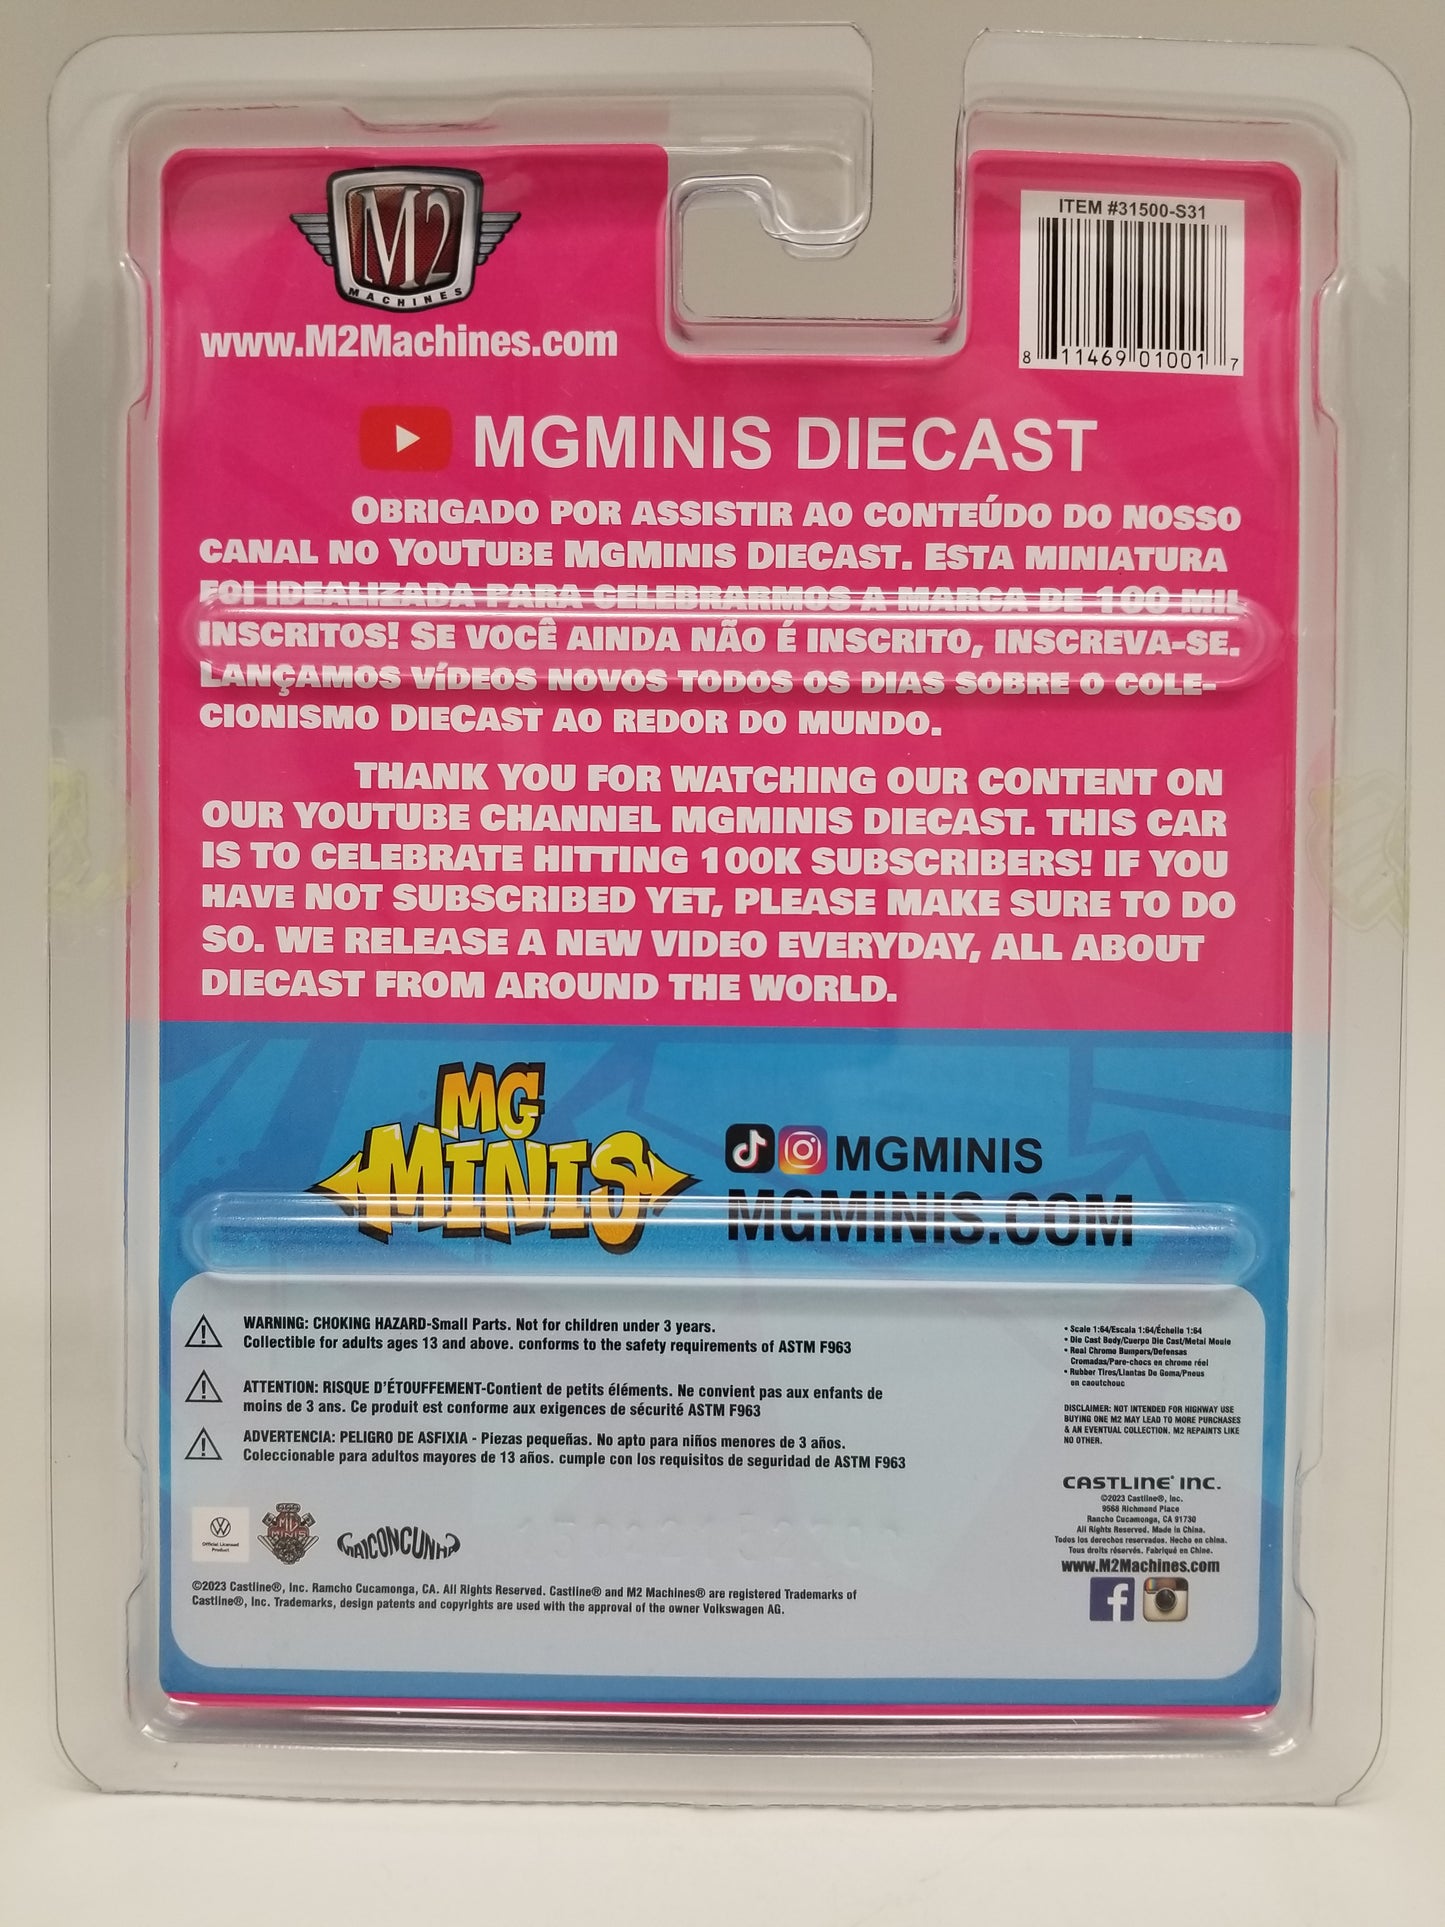 M2
MACHINES
www.M2Machines.com
ITEM #31500-S31
8 11469 01001 7
MGMINIS DIECAST
OBRIGADO POR ASSISTIR AO CONTEÚDO DO NOSSO
CANAL NO YOUTUBE MGMINIS DIECAST. ESTA MINIATURA
FOI IDEALIZADA PARA CELEBRARMOS A MARCA DE 100 MIL
INSCRITOS! SE VOCÊ AINDA NÃO É INSCRITO, INSCREVA-SE.
LANÇAMOS VÍDEOS NOVOS TODOS OS DIAS SOBRE O COLE-
CIONISMO DIECAST AO REDOR DO MUNDO.
THANK YOU FOR WATCHING OUR CONTENT ON
OUR YOUTUBE CHANNEL MGMINIS DIECAST. THIS CAR
IS TO CELEBRATE HITTING 100K SUBSCRIBERS! IF YOU
HAVE NOT SUBSCRIBED YET, PLEASE MAKE SURE TO DO
SO. WE RELEASE A NEW VIDEO EVERYDAY, ALL ABOUT
DIECAST FROM AROUND THE WORLD.
MG
MINIS
MGMINIS
MGMINIS.COM
WARNING: CHOKING HAZARD-Small Parts. Not for children under 3 years.
Collectible for adults ages 13 and above. conforms to the safety requirements of ASTM F963
ATTENTION: RISQUE D'ÉTOUFFEMENT-Contient de petits éléments. Ne convient pas aux enfants de
moins de 3 ans. Ce produit est conforme aux exigences de sécurité ASTM F963
ADVERTENCIA: PELIGRO DE ASFIXIA - Piezas pequeñas. No apto para niños menores de 3 años.
Coleccionable para adultos mayores de 13 años. cumple con los requisitos de seguridad de ASTM F963
• Scale 1:64/Escala 1:64/Échelle 1:64
• Die Cast Body/Cuerpo Die Cast/Metal Moule
• Real Chrome Bumpers/Defensas
Cromadas/Pare-chocs en chrome réel
• Rubber Tires/Llantas De Goma/Pneus
en caoutchouc
DISCLAIMER: NOT INTENDED FOR HIGHWAY USE
BUYING ONE M2 MAY LEAD TO MORE PURCHASES
& AN EVENTUAL COLLECTION. M2 REPAINTS LIKE
NO OTHER.
CASTLINE® INC.
©2023 Castline®, Inc.
9568 Richmond Place
Rancho Cucamonga, CA 91730
All Rights Reserved. Made in China.
Todos los derechos reservados. Hecho en china.
Tous droits réservés. Fabriqué en Chine.
www.M2Machines.com
Official Licensed
Product
MINIS
MAICONCUNHA
©2023 Castline®, Inc. Ramcho Cucamonga, CA. All Rights Reserved. Castline® and M2 Machines® are registered Trademarks of
Castline®, Inc. Trademarks, design patents and copyrights are used with the approval of the owner Volkswagen AG.